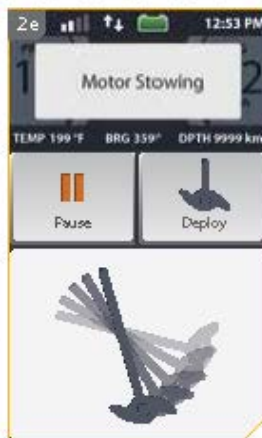 2e 12:53 PM
Motor Stowing
TEMP 199 °F BRG 359° DPTH 9999 km
Pause Deploy